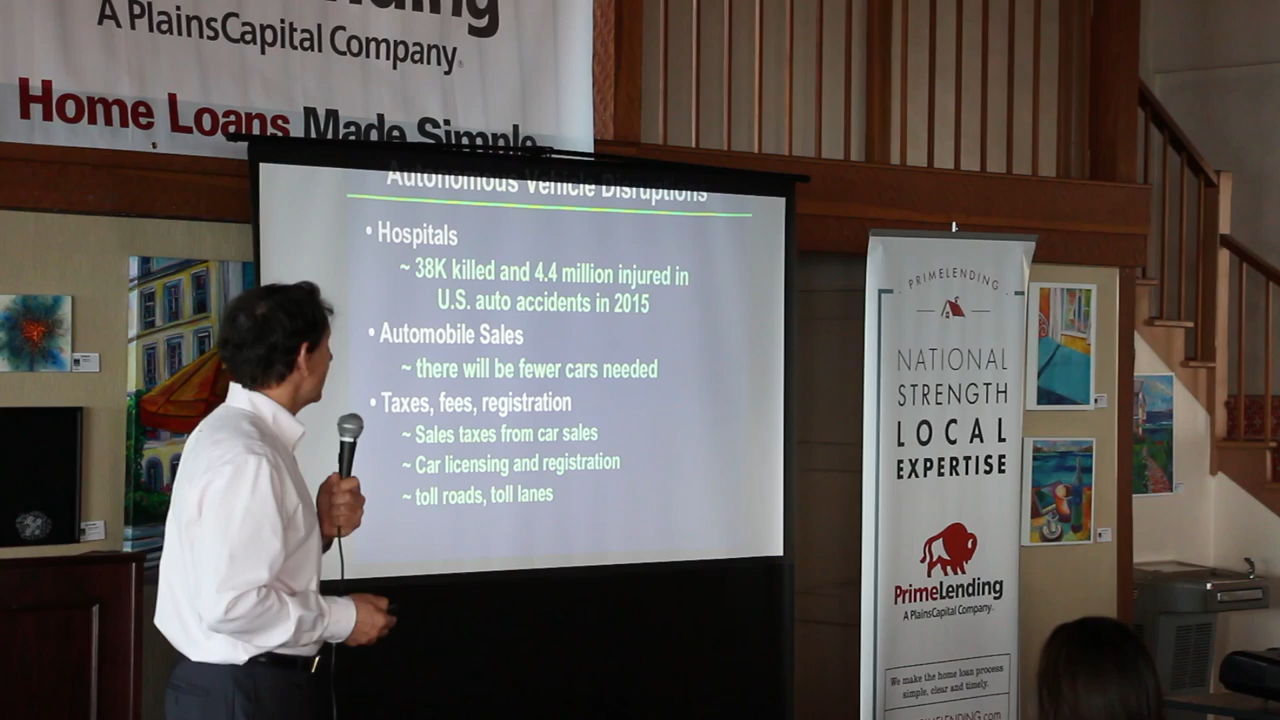 A PlainsCapital Company
Home Loans Made Simple
Autonomous Vehicle Disruptions
• Hospitals
~ 38K killed and 4.4 million injured in
U.S. auto accidents in 2015
• Automobile Sales
~ there will be fewer cars needed
• Taxes, fees, registration
~ Sales taxes from car sales
~ Car licensing and registration
~ toll roads, toll lanes
PRIMELENDING
NATIONAL
STRENGTH
LOCAL
EXPERTISE
PrimeLending
A PlainsCapital Company.
We make the home loan process
simple, clear and timely.